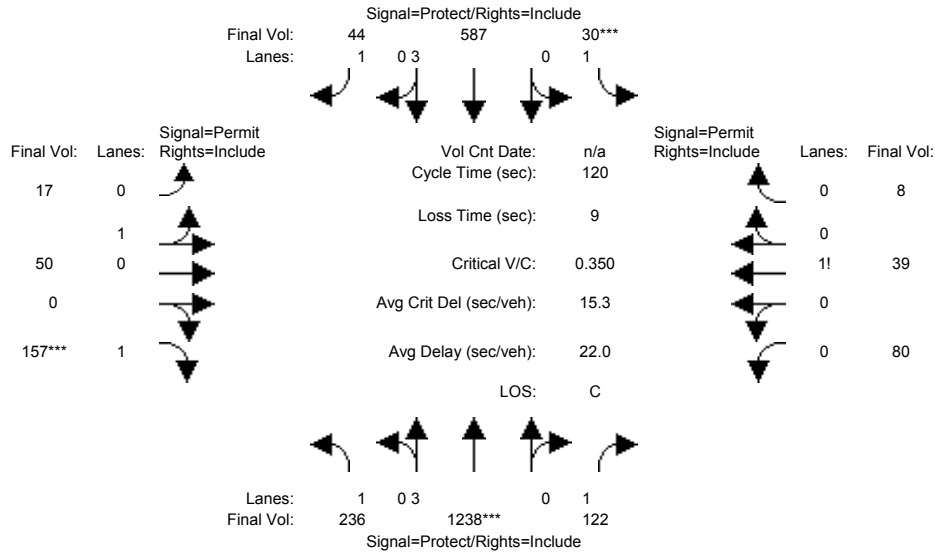 Signal=Protect/Rights=Include
Final Vol: 44 587 30***
Lanes: 1 0 3 0 1
Signal=Permit
Final Vol: Lanes: Rights=Include
Vol Cnt Date: n/a
Signal=Permit
Rights=Include Lanes: Final Vol:
Cycle Time (sec): 120
17 0
0 8
Loss Time (sec): 9
1
0
50 0
Critical V/C: 0.350
1! 39
0
Avg Crit Del (sec/veh): 15.3
0
157*** 1
Avg Delay (sec/veh): 22.0
0 80
LOS: C
Lanes: 1 0 3 0 1
Final Vol: 236 1238*** 122
Signal=Protect/Rights=Include